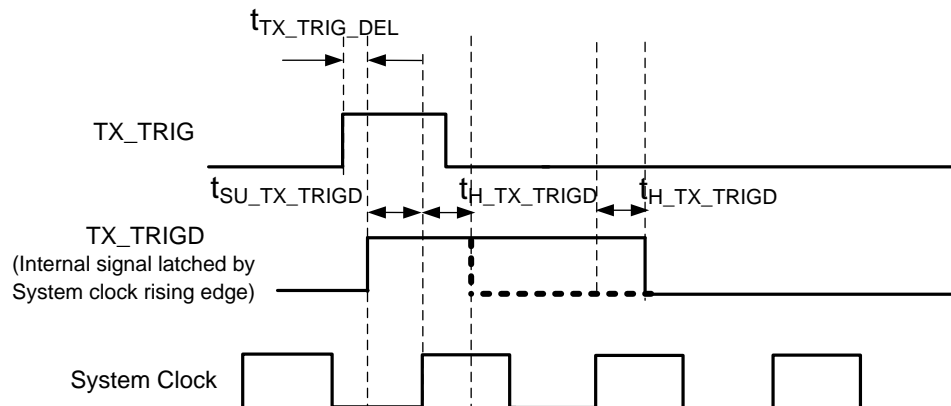 tTX_TRIG_DEL
TX_TRIG
tSU_TX_TRIGD
tH_TX_TRIGD
tH_TX_TRIGD
TX_TRIGD
(Internal signal latched by
System clock rising edge)
System Clock